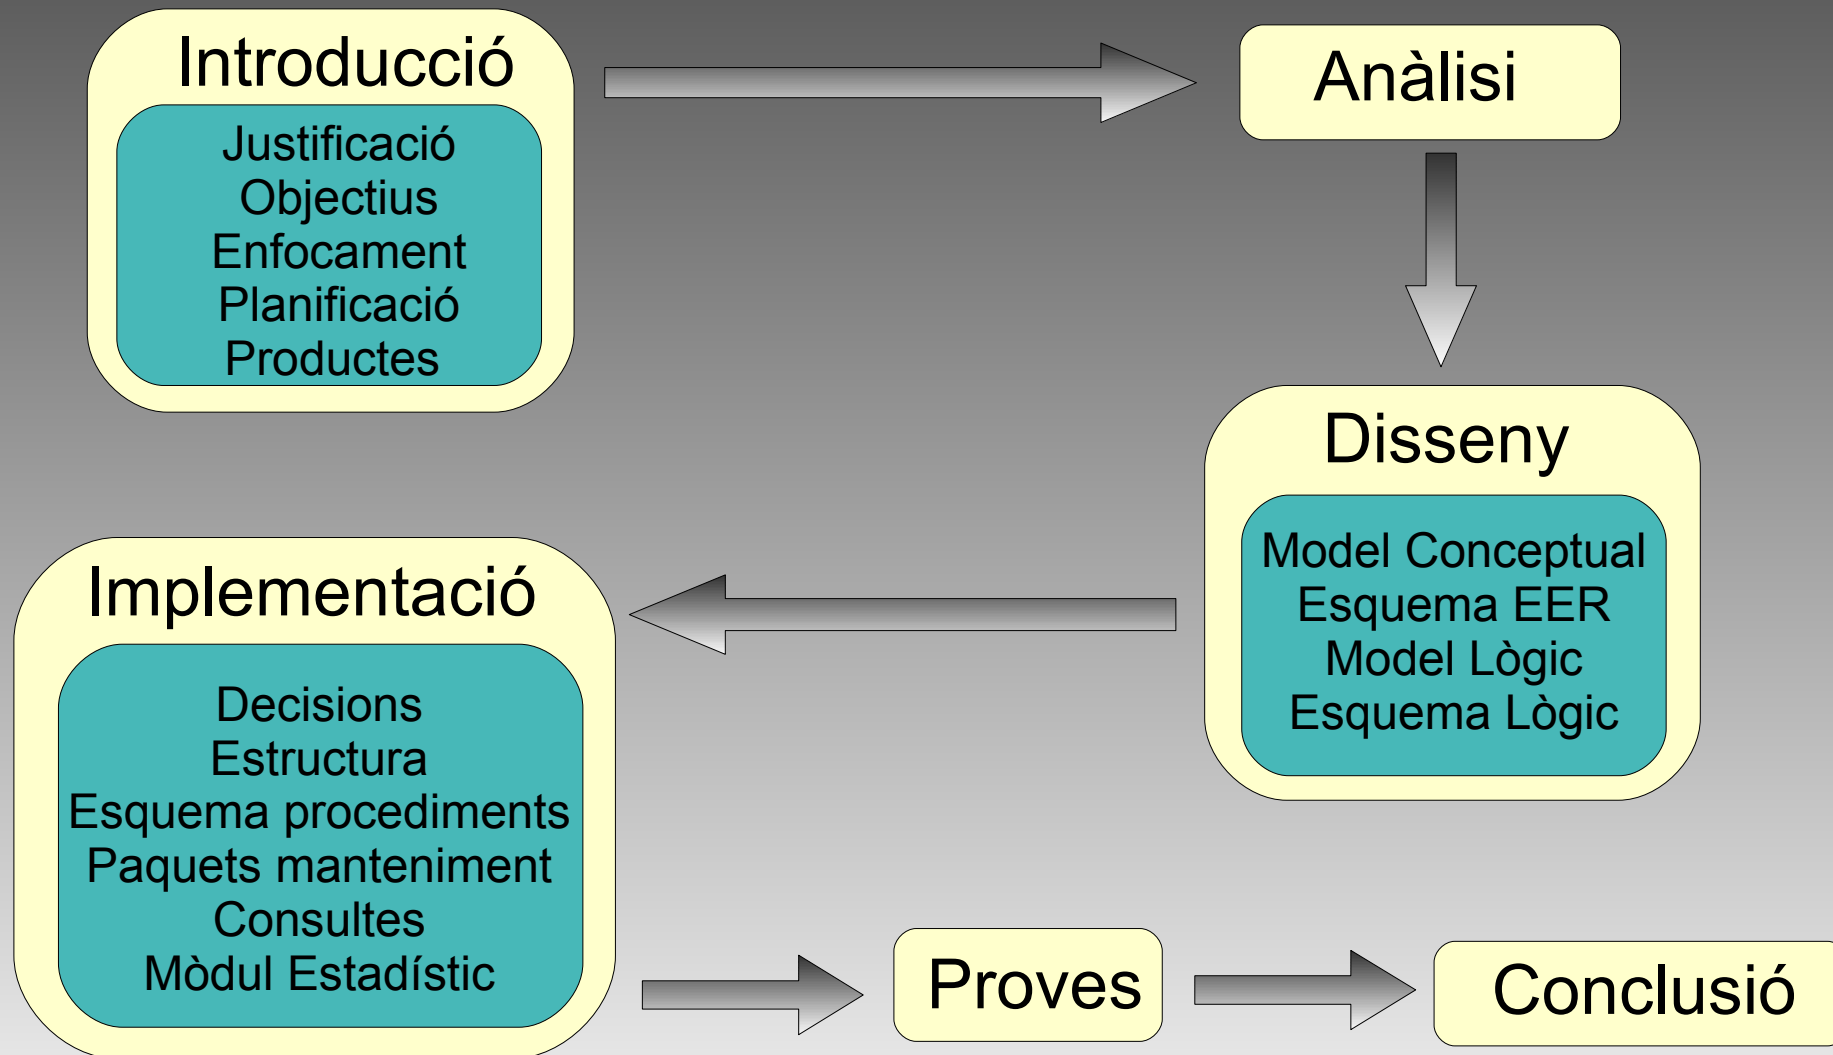 Introducció
Justificació
Objectius
Enfocament
Planificació
Productes
Anàlisi
Disseny
Model Conceptual
Esquema EER
Model Lògic
Esquema Lògic
Implementació
Decisions
Estructura
Esquema procediments
Paquets manteniment
Consultes
Mòdul Estadístic
Proves
Conclusió